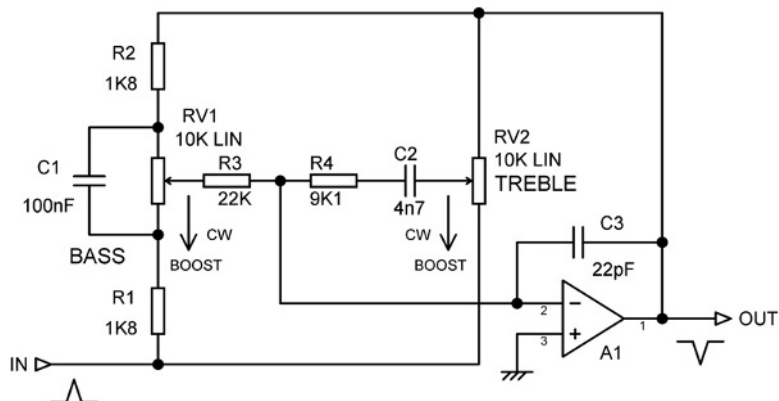 R2
1K8
RV1
10K LIN
C1
100nF
R3
22K
R4
9K1
C2
4n7
RV2
10K LIN
TREBLE
BASS
CW
BOOST
CW
BOOST
C3
22pF
R1
1K8
2
3
1
A1
OUT
IN